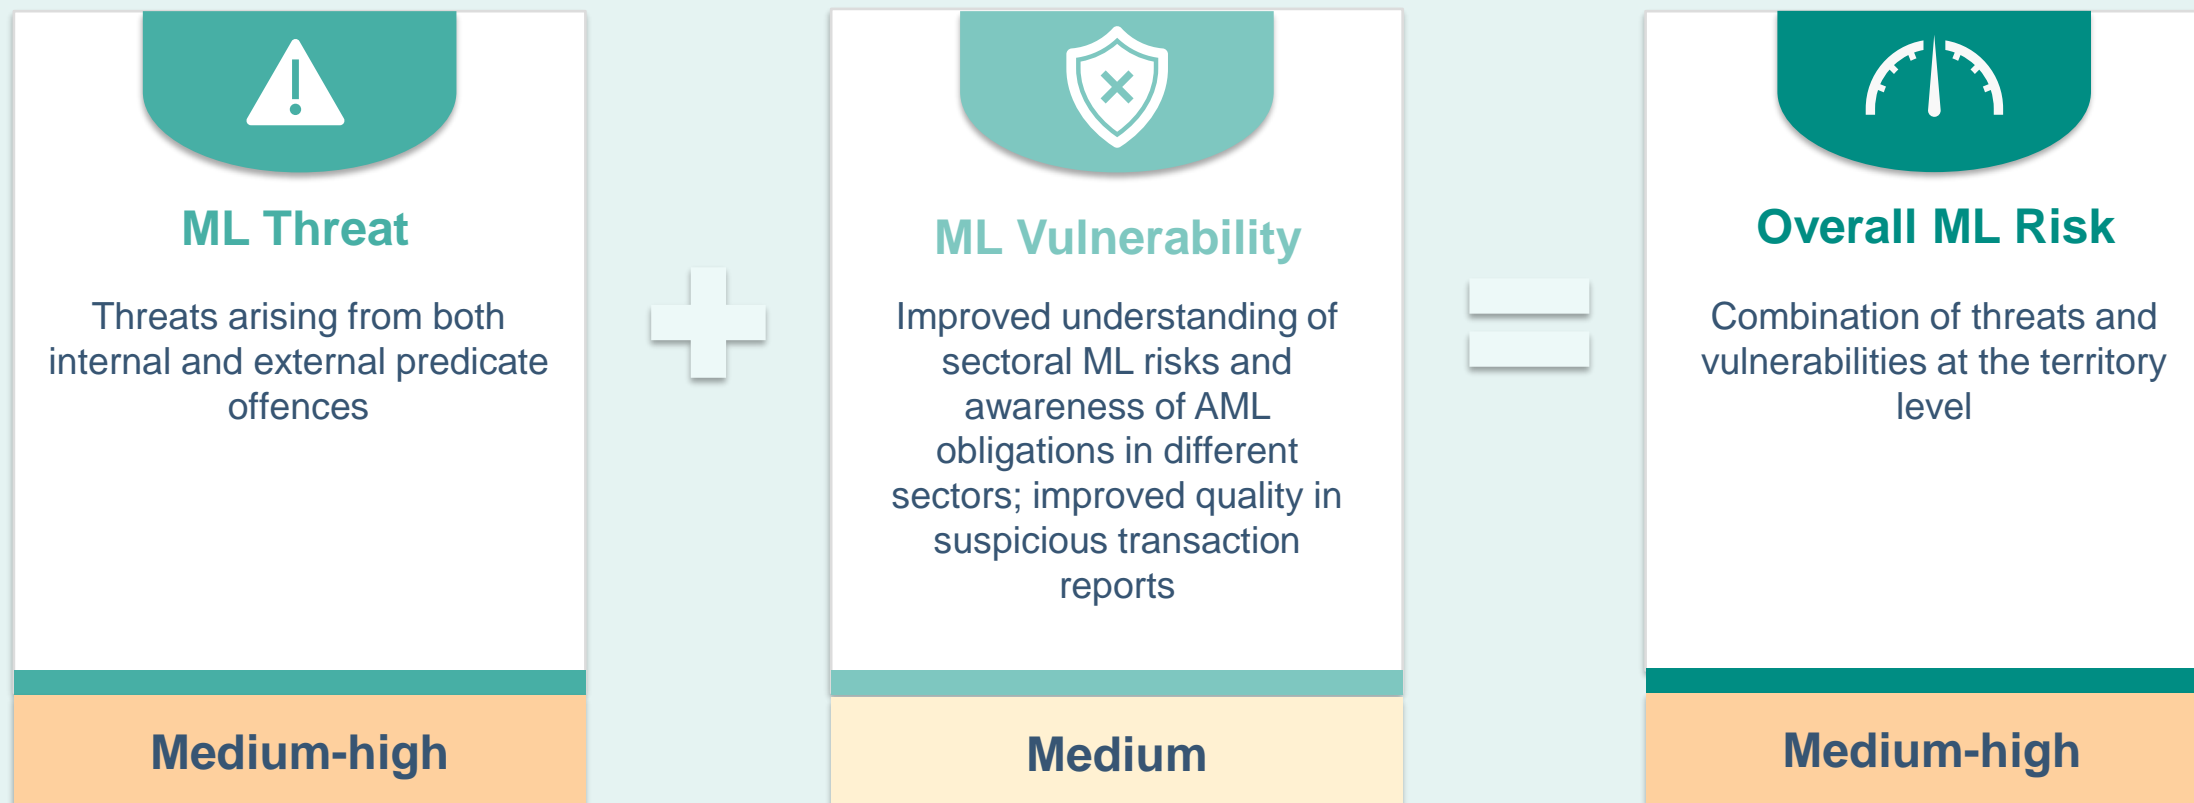 ML Threat
Threats arising from both
internal and external predicate
offences
Medium-high
ML Vulnerability
Improved understanding of
sectoral ML risks and
awareness of AML
obligations in different
sectors; improved quality in
suspicious transaction
reports
Medium
Overall ML Risk
Combination of threats and
vulnerabilities at the territory
level
Medium-high